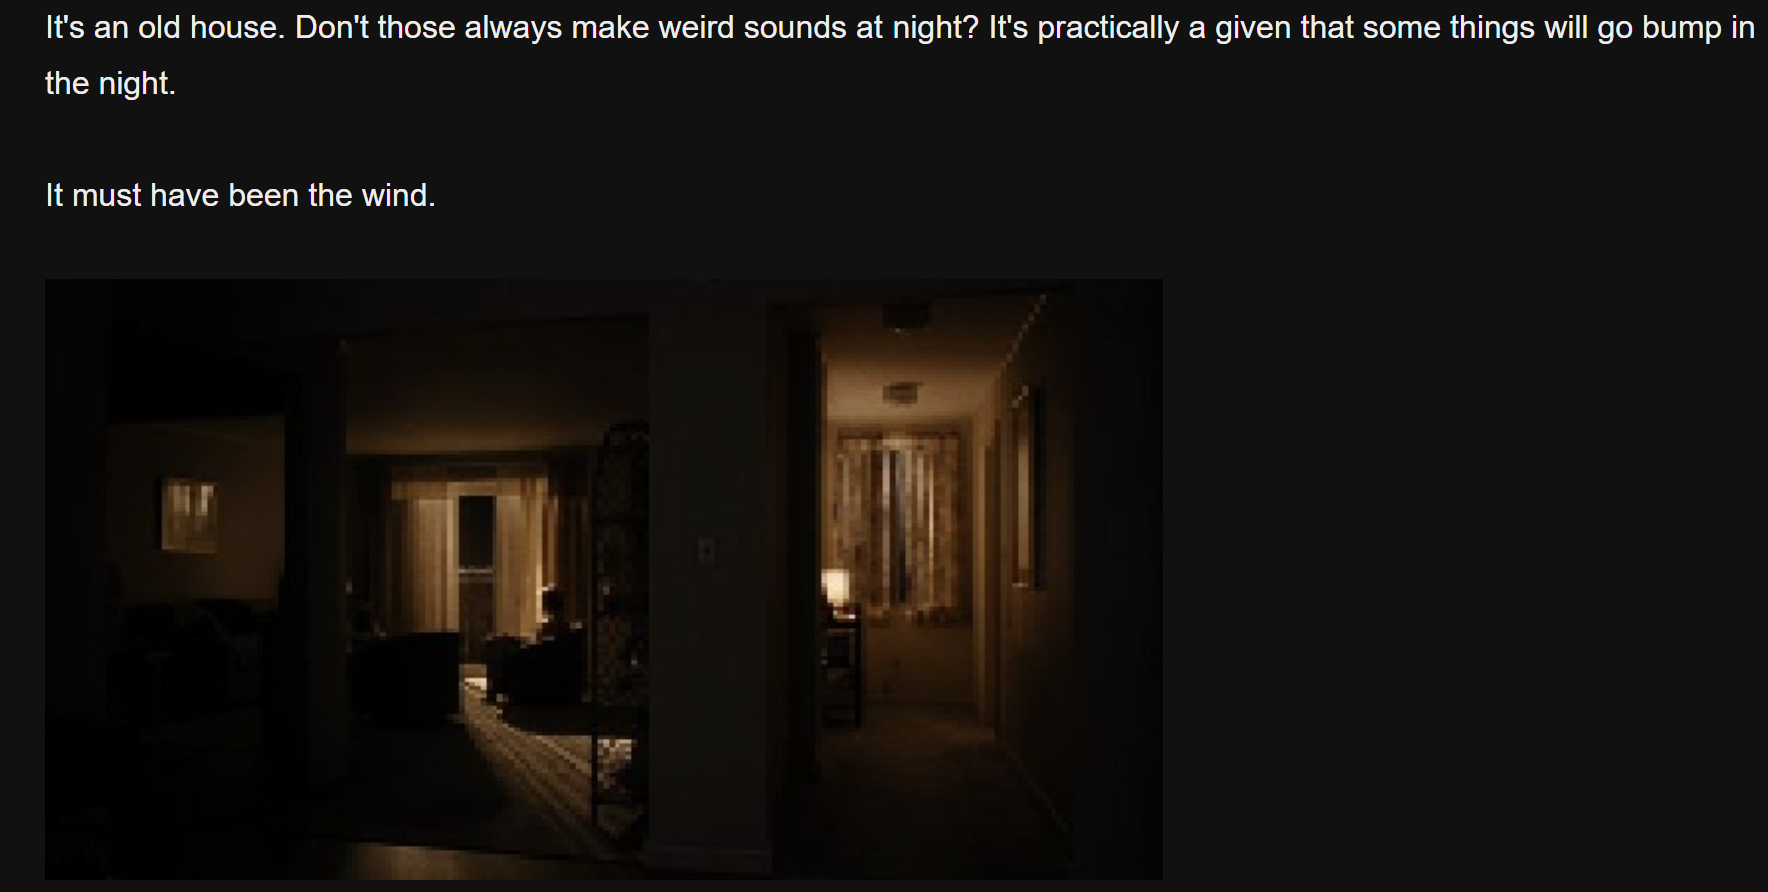 It's an old house. Don't those always make weird sounds at night? It's practically a given that some things will go bump in
the night.
It must have been the wind.